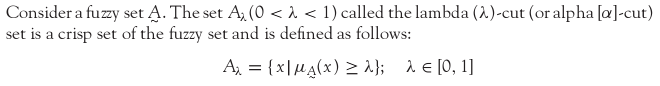 Consider a fuzzy set A̰. The set Aλ(0 < λ < 1) called the lambda (λ)-cut (or alpha [α]-cut)
set is a crisp set of the fuzzy set and is defined as follows:
Aλ = {x|μA̰(x) ≥ λ}; λ ∈ [0, 1]